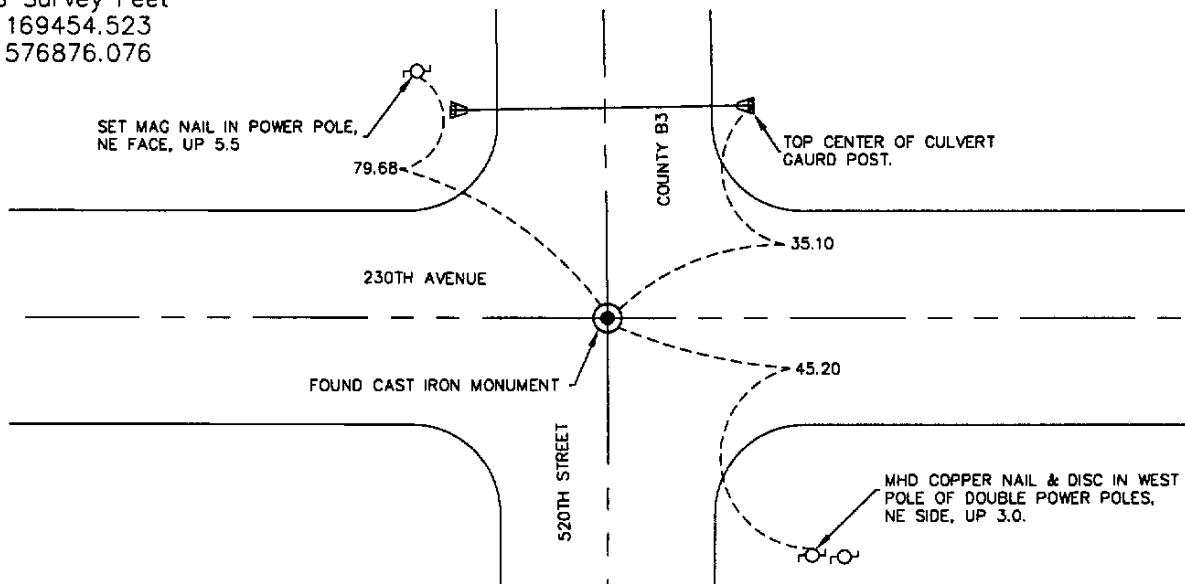 Survey Feet
169454.523
576876.076
SET MAG NAIL IN POWER POLE,
NE FACE, UP 5.5
COUNTY B3
TOP CENTER OF CULVERT
GAURD POST.
79.68
35.10
230TH AVENUE
FOUND CAST IRON MONUMENT
45.20
520TH STREET
MHD COPPER NAIL & DISC IN WEST
POLE OF DOUBLE POWER POLES,
NE SIDE, UP 3.0.